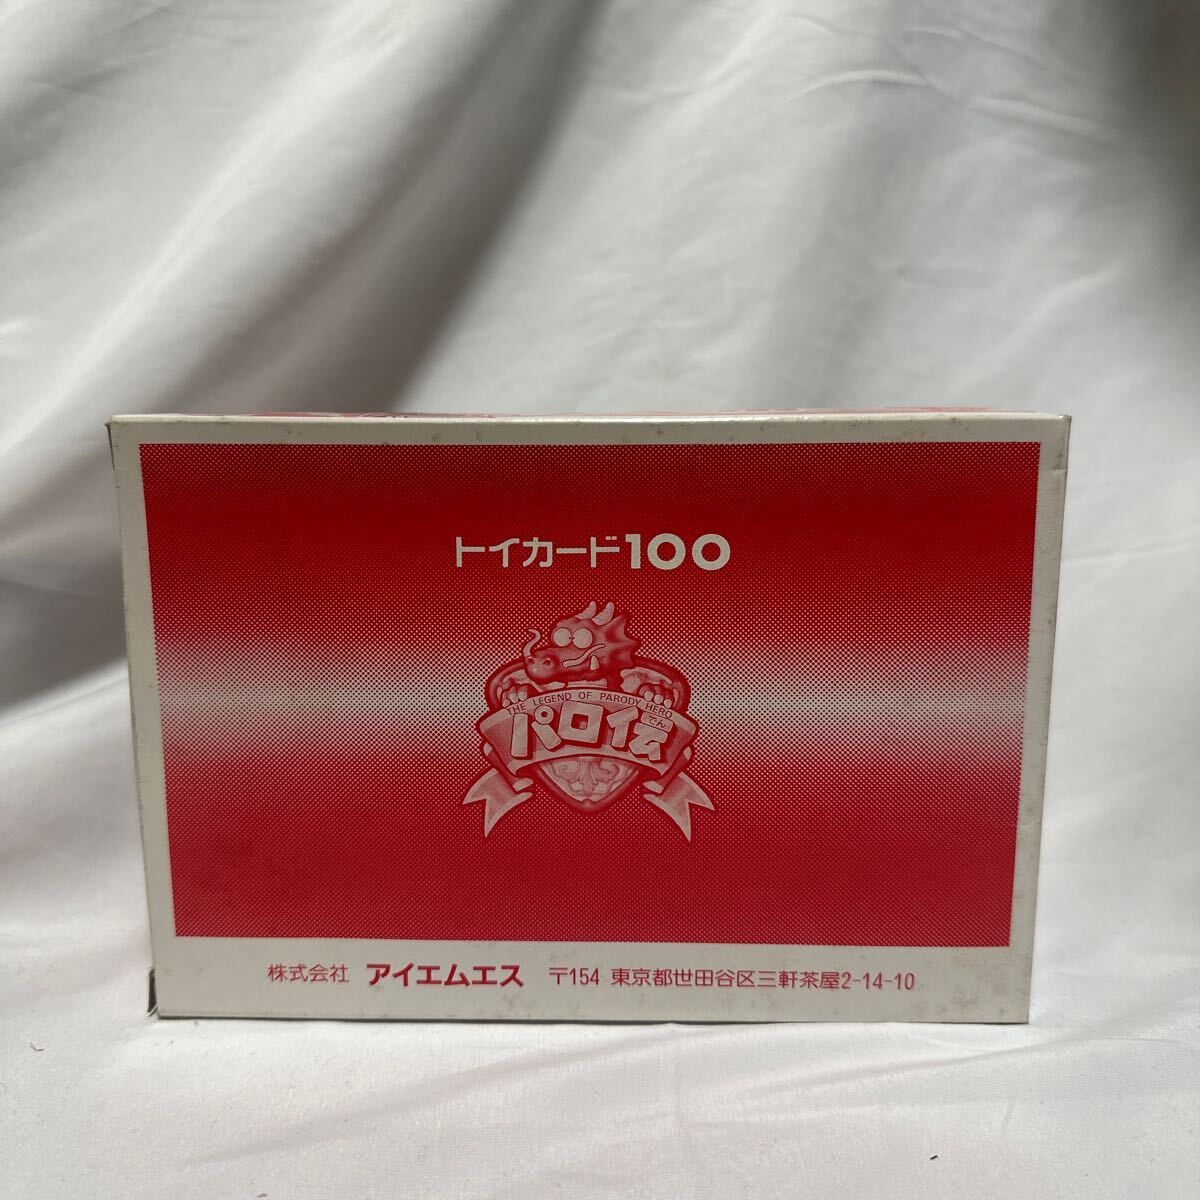 トイカード100
THE LEGEND OF PARODY HERO
パロ伝
でん
株式会社 アイエムエス 〒154 東京都世田谷区三軒茶屋2-14-10